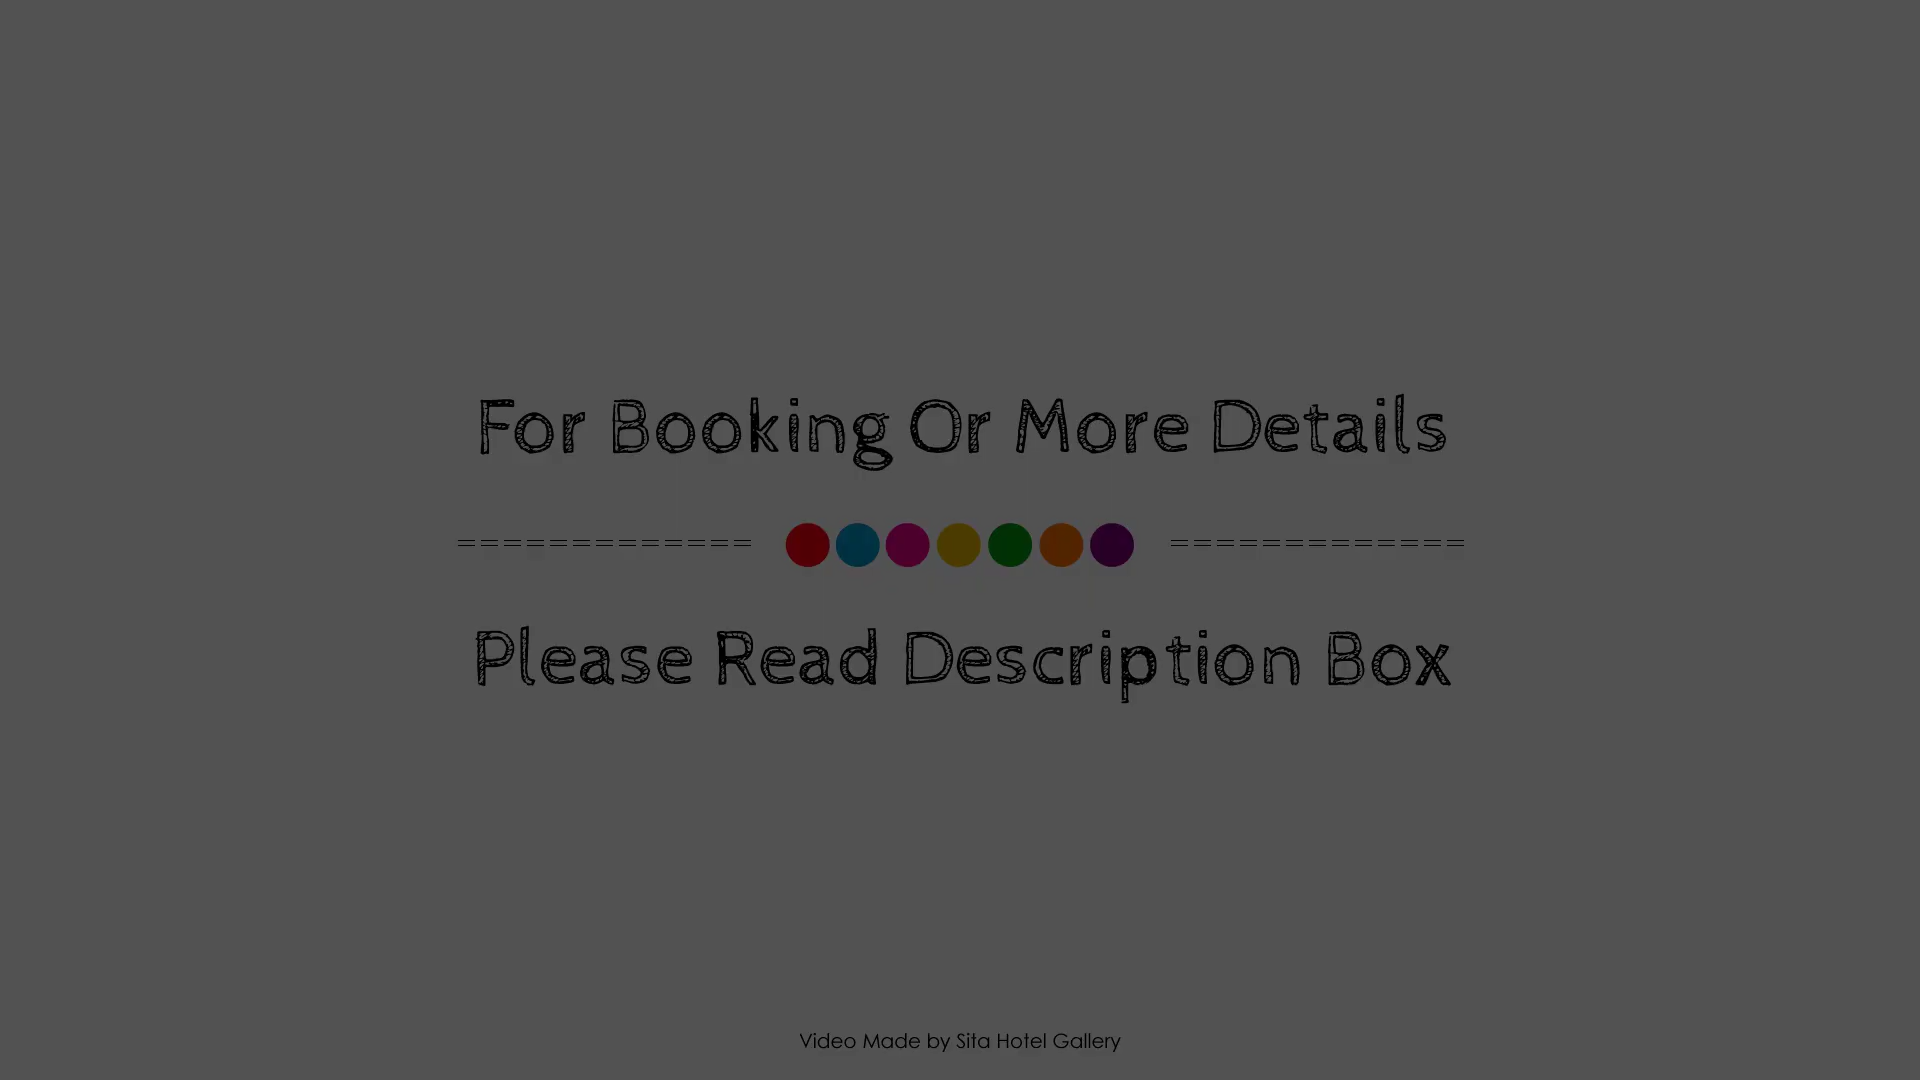 For Booking Or More Details
============= =============
Please Read Description Box
Video Made by Sita Hotel Gallery